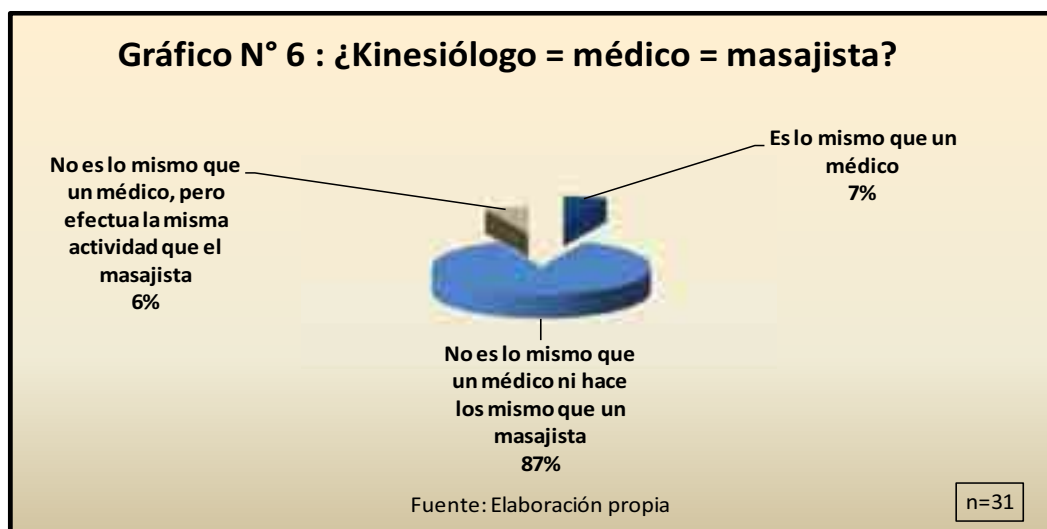 Gráfico N° 6 : ¿Kinesiólogo = médico = masajista?
No es lo mismo que
un médico, pero
efectua la misma
actividad que el
masajista
6%
Es lo mismo que un
médico
7%
No es lo mismo que
un médico ni hace
los mismo que un
masajista
87%
Fuente: Elaboración propia
n=31